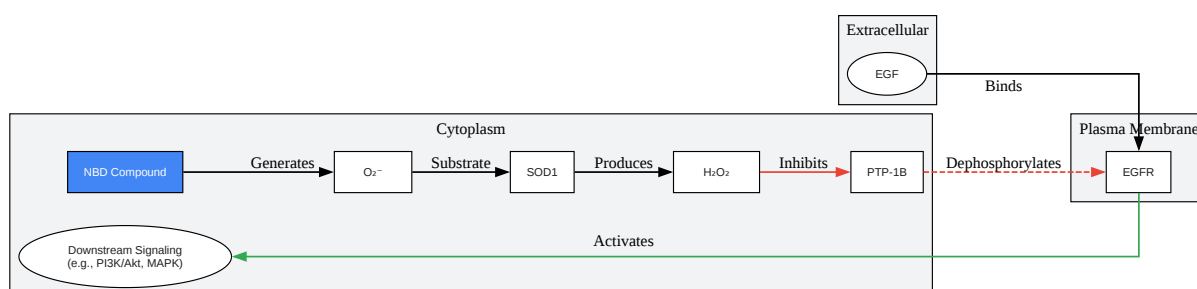 Extracellular
EGF
Binds
Cytoplasm
Plasma Membrane
NBD Compound
Generates
O₂⁻
Substrate
SOD1
Produces
H₂O₂
Inhibits
PTP-1B
Dephosphorylates
EGFR
Downstream Signaling
(e.g., PI3K/Akt, MAPK)
Activates